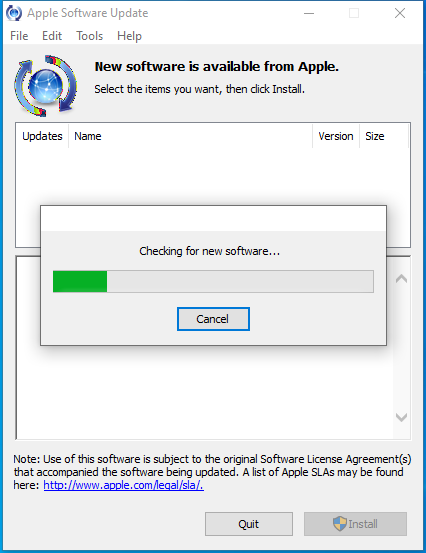 Apple Software Update
File Edit Tools Help
New software is available from Apple.
Select the items you want, then click Install.
Updates Name Version Size
Checking for new software...
Cancel
Note: Use of this software is subject to the original Software License Agreement(s)
that accompanied the software being updated. A list of Apple SLAs may be found
here: http://www.apple.com/legal/sla/.
Quit Install